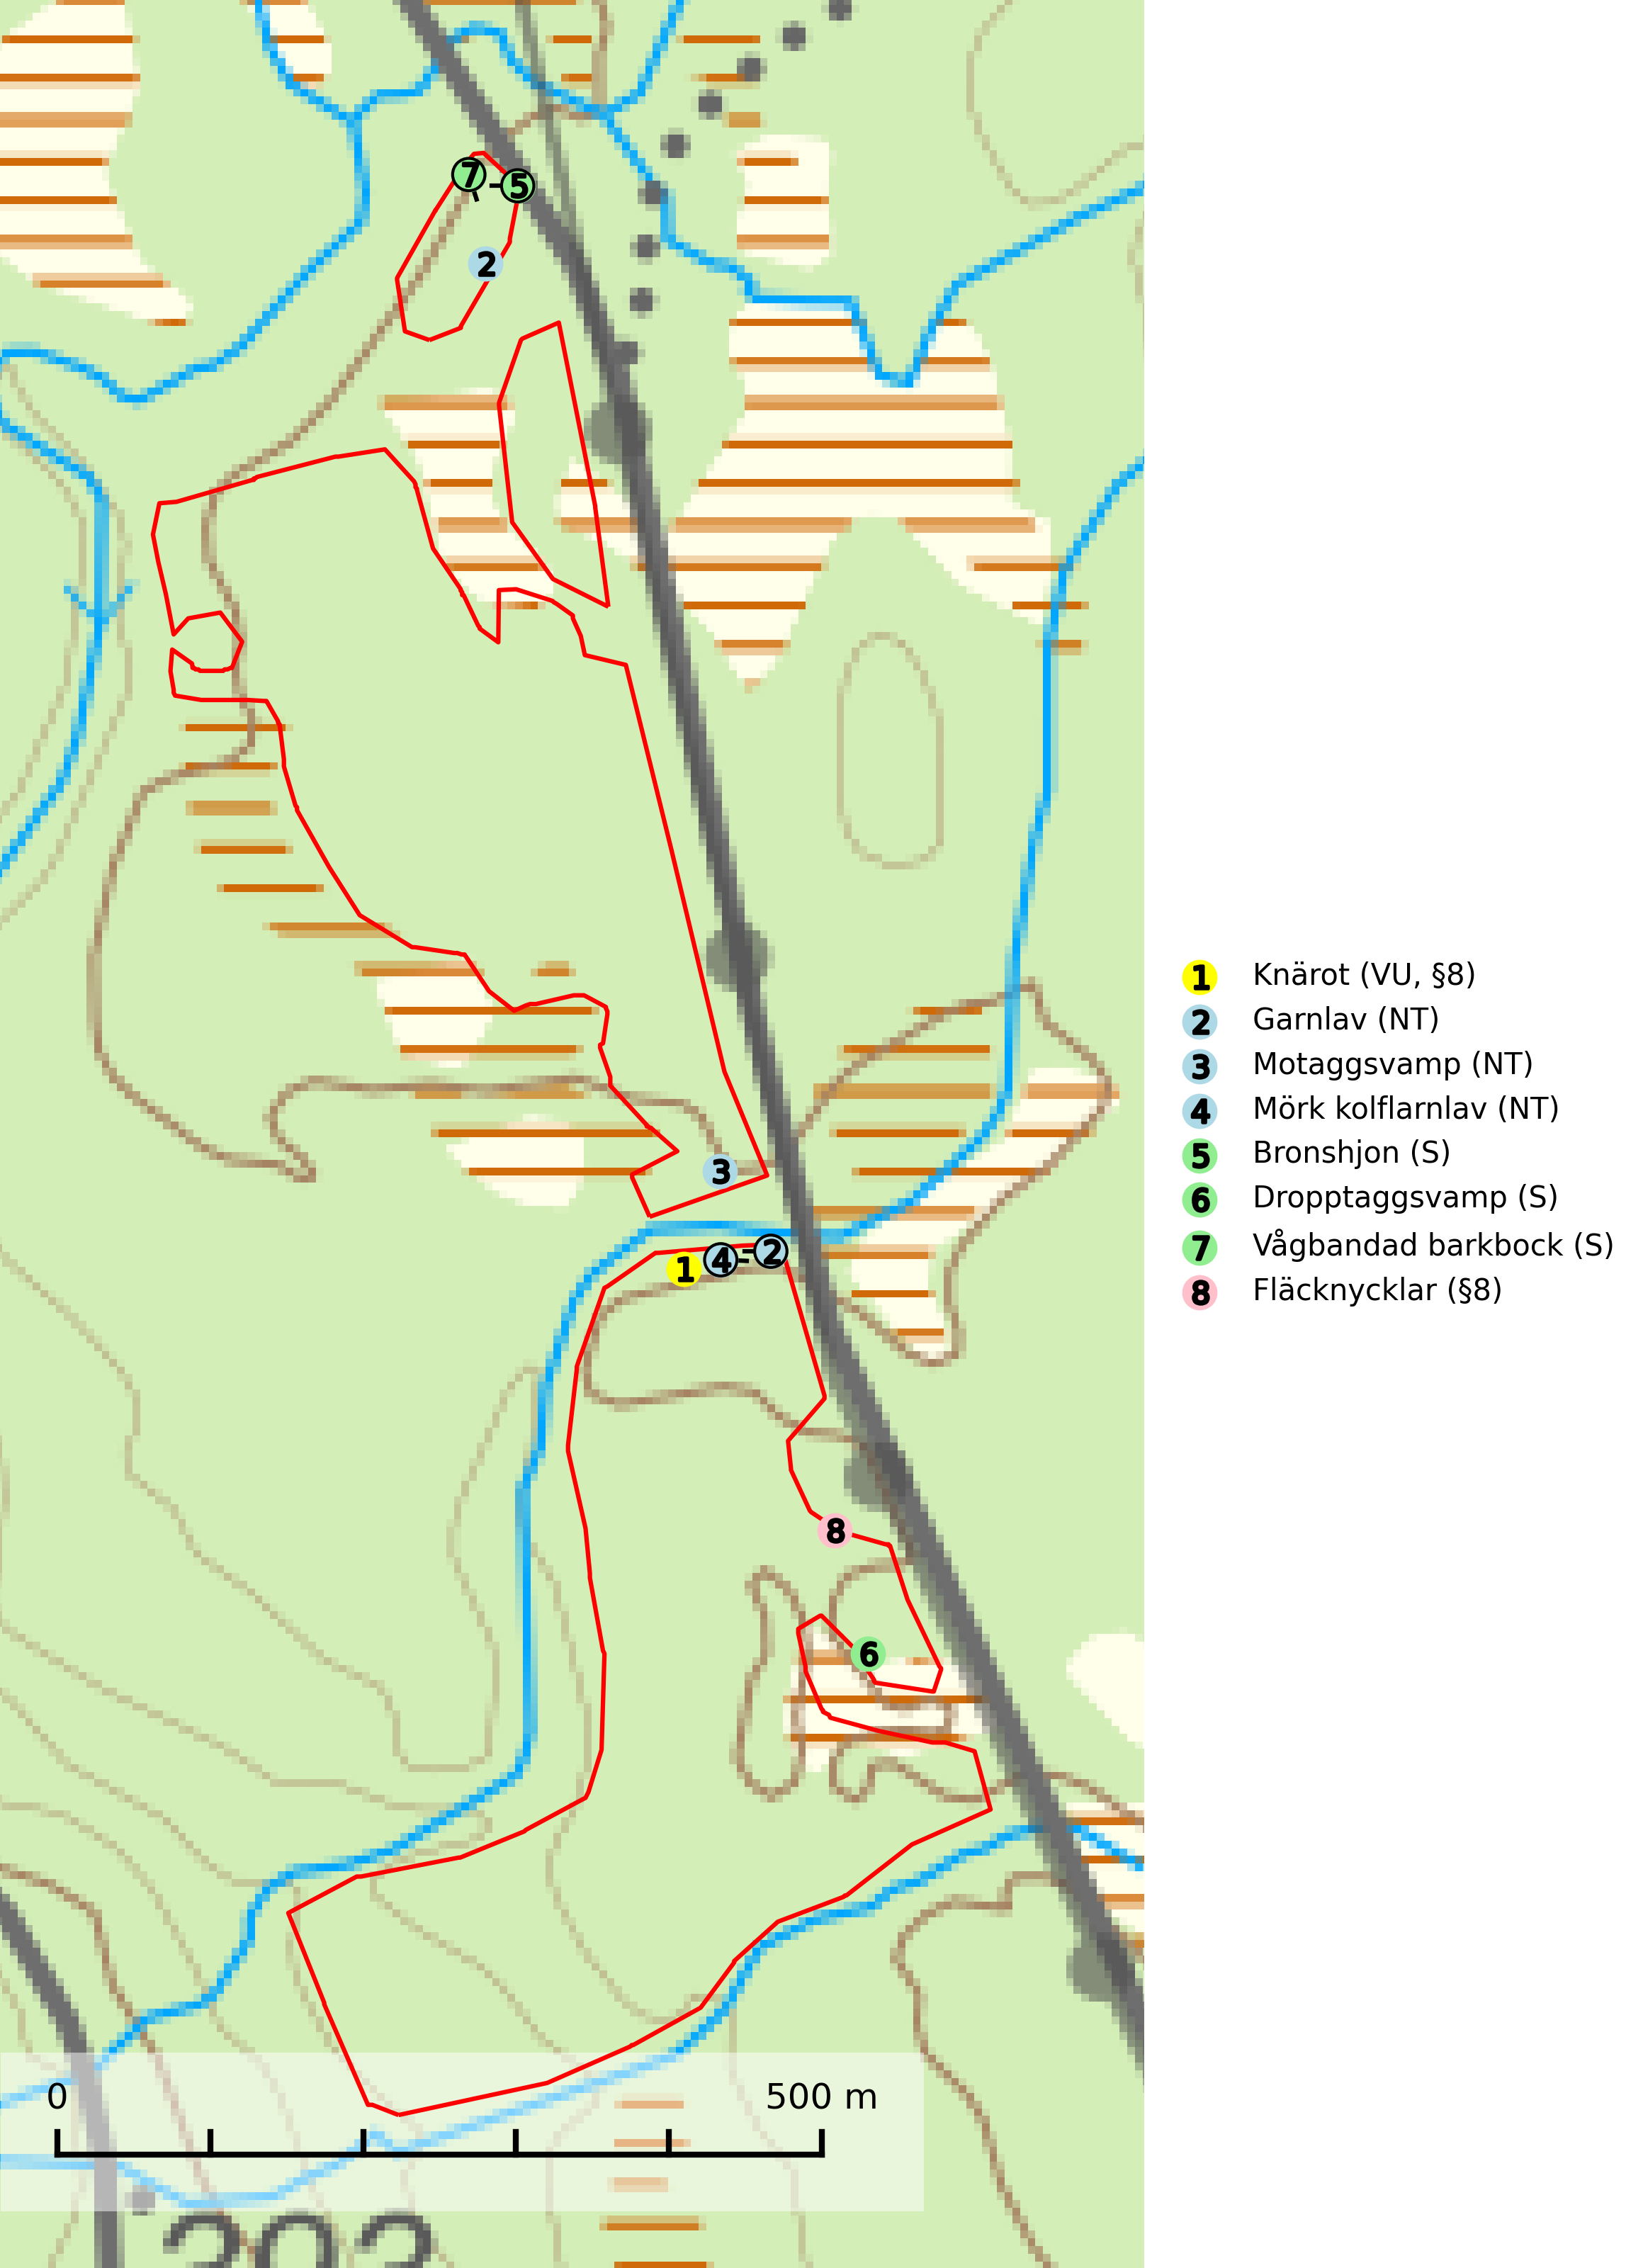 7
5
2
3
4
2
1
8
6
1 Knärot (VU, §8)
2 Garnlav (NT)
3 Motaggsvamp (NT)
4 Mörk kolflarnlav (NT)
5 Bronshjon (S)
6 Dropptaggsvamp (S)
7 Vågbandad barkbock (S)
8 Fläcknycklar (§8)
0 500 m
303